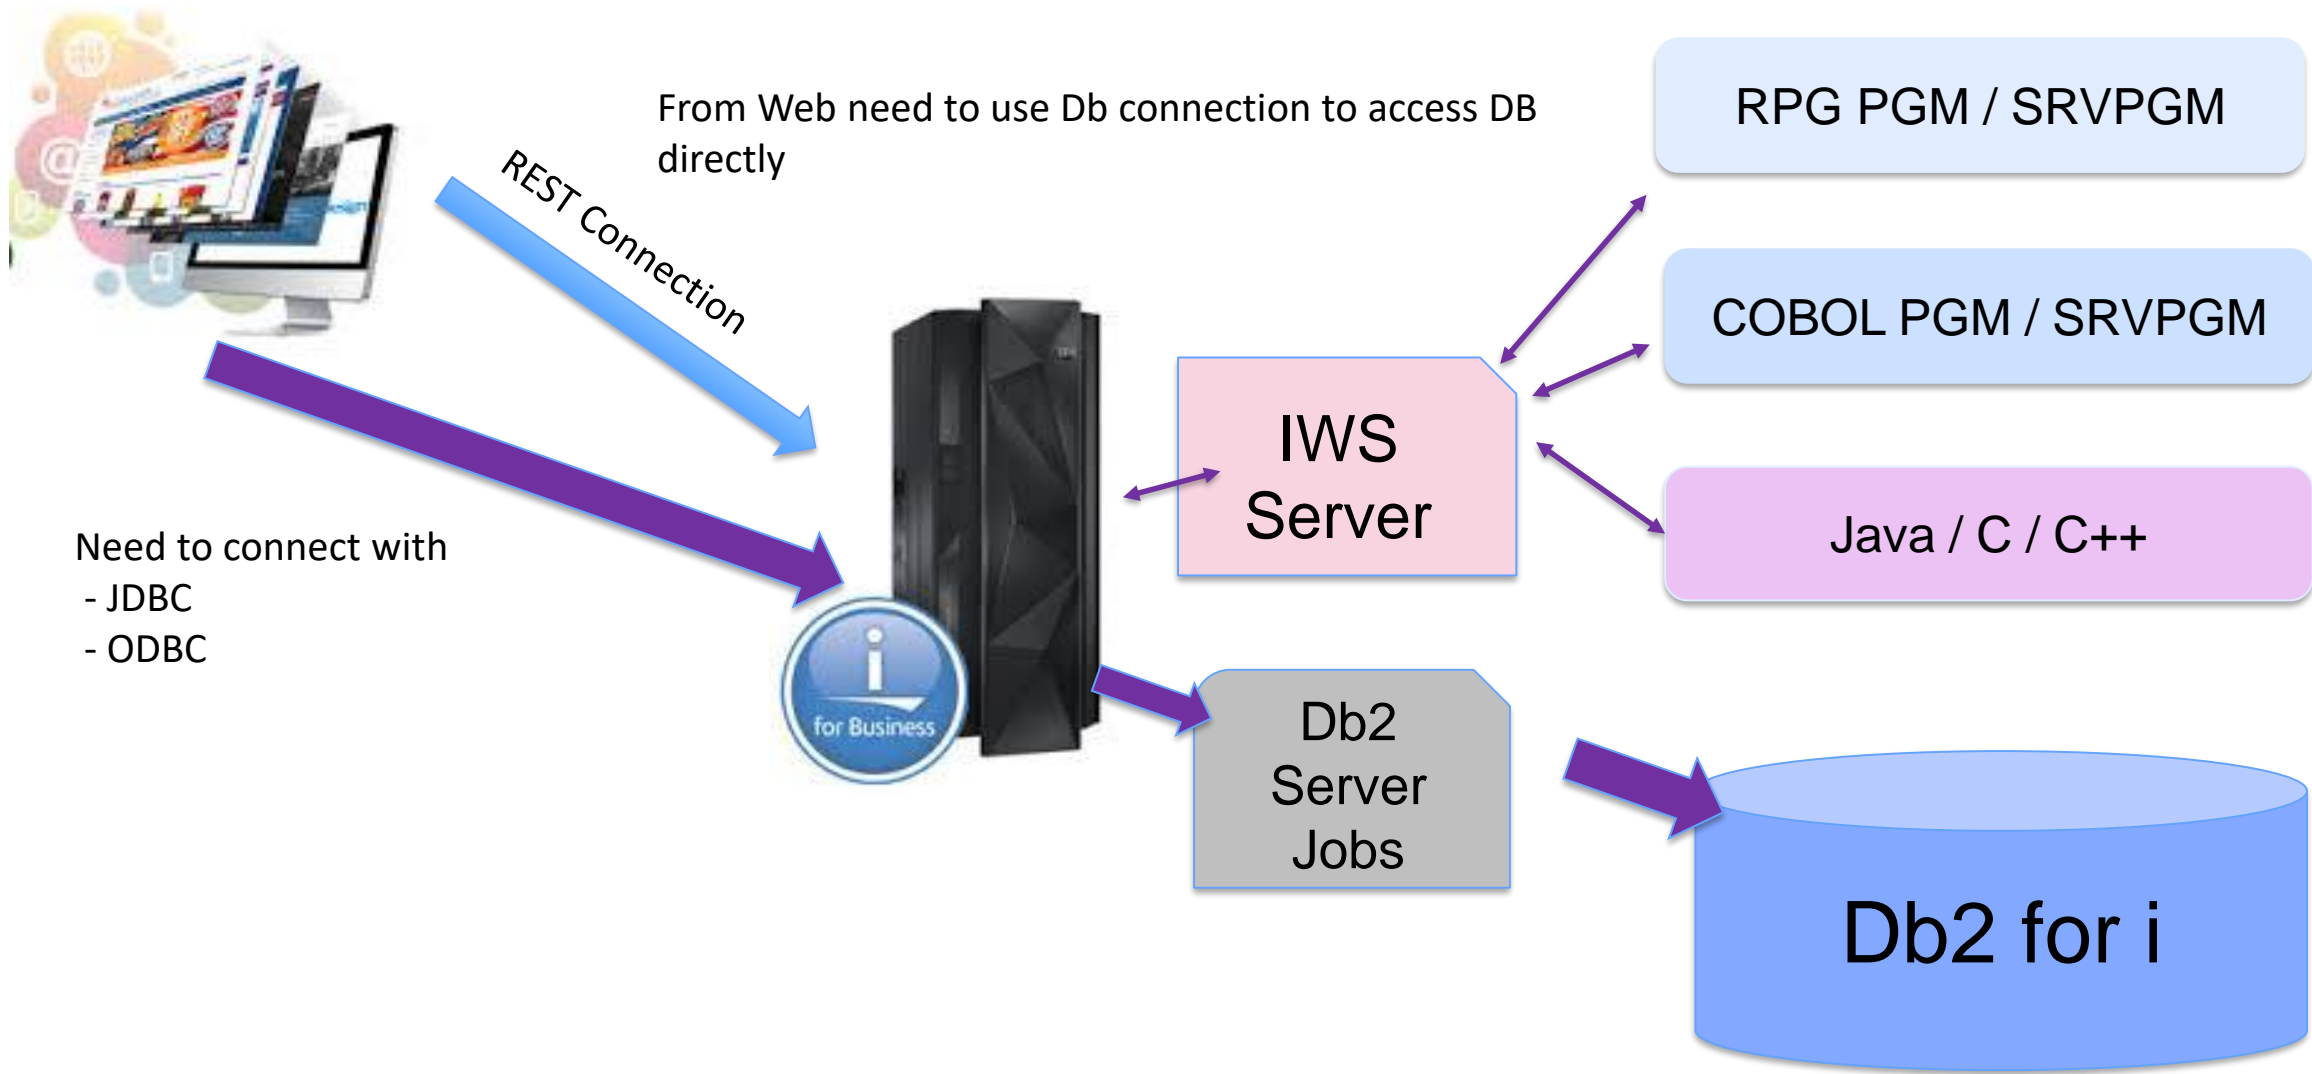 From Web need to use Db connection to access DB
directly
REST Connection
RPG PGM / SRVPGM
COBOL PGM / SRVPGM
IWS
Server
Java / C / C++
Need to connect with
- JDBC
- ODBC
i
for Business
Db2
Server
Jobs
Db2 for i